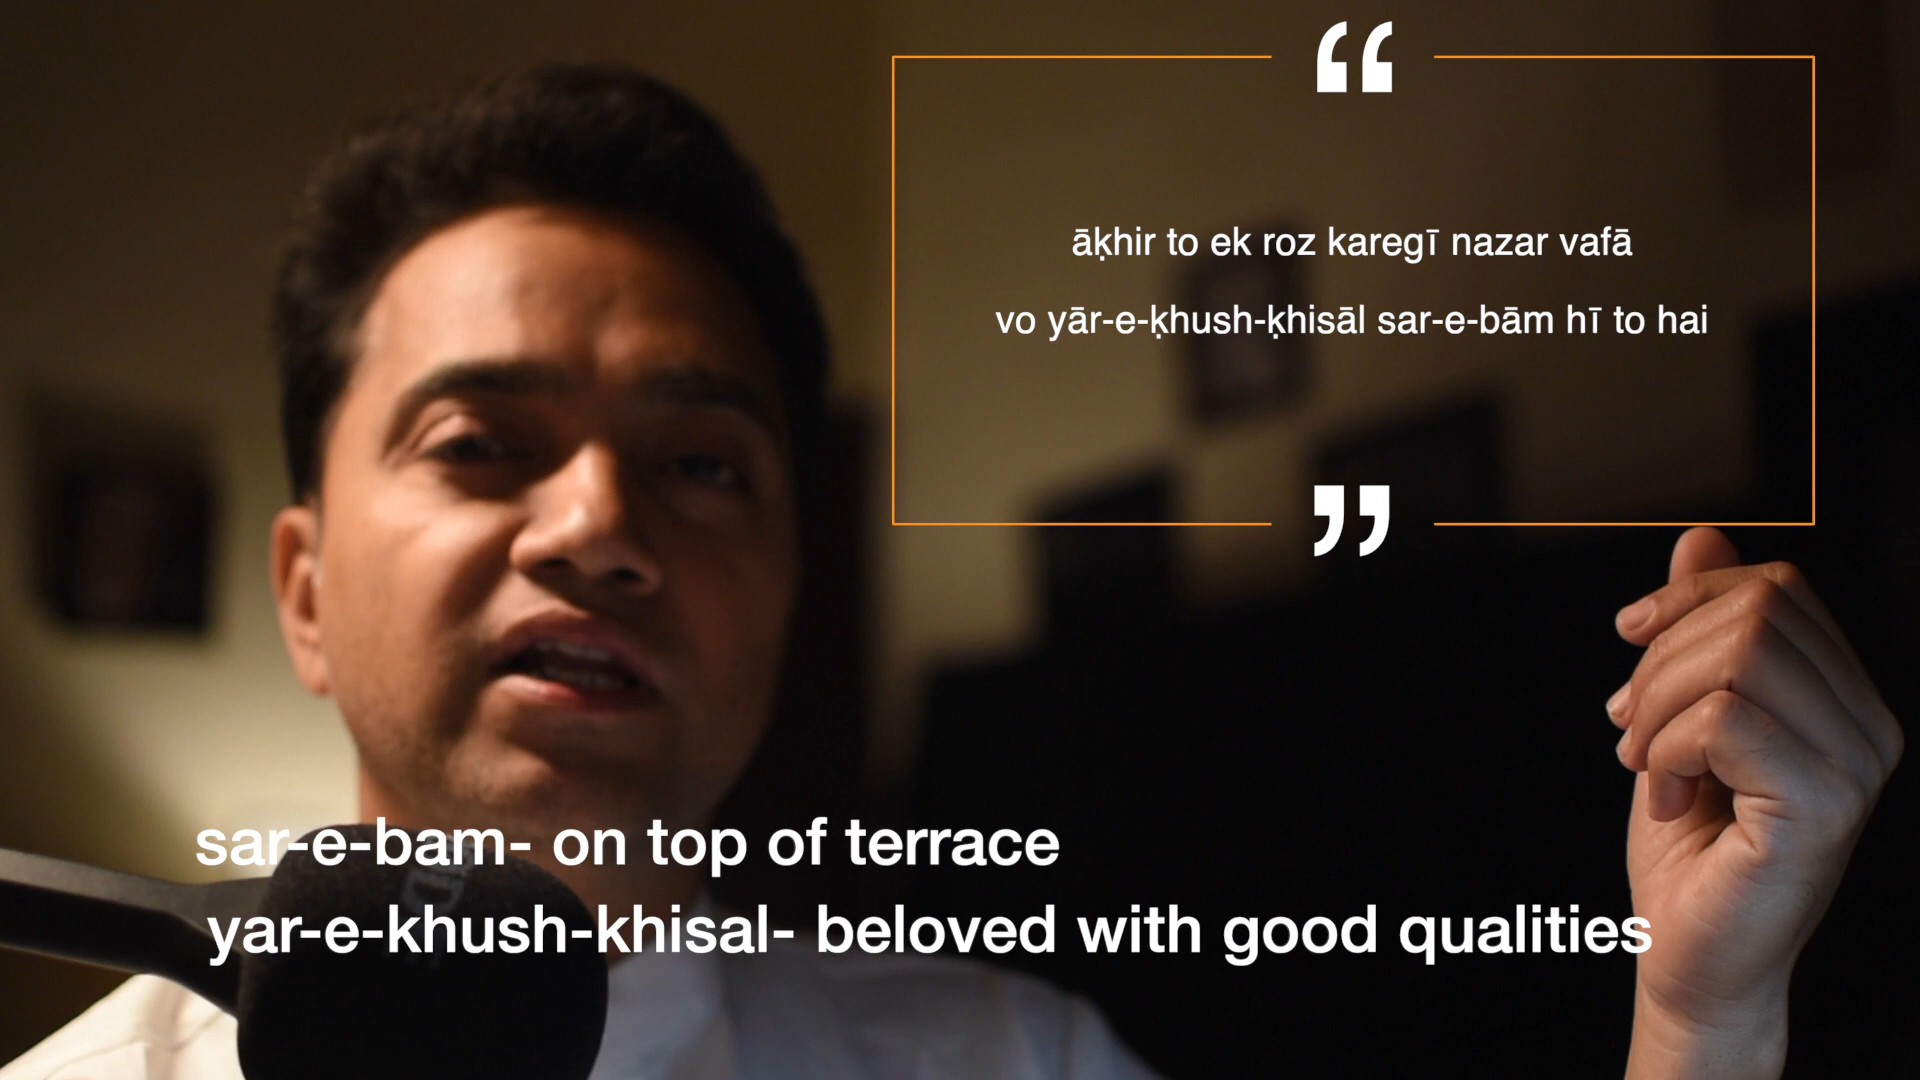 “
āḳhir to ek roz karegī nazar vafā
vo yār-e-ḳhush-ḳhisāl sar-e-bām hī to hai
”
sar-e-bam- on top of terrace
yar-e-khush-khisal- beloved with good qualities